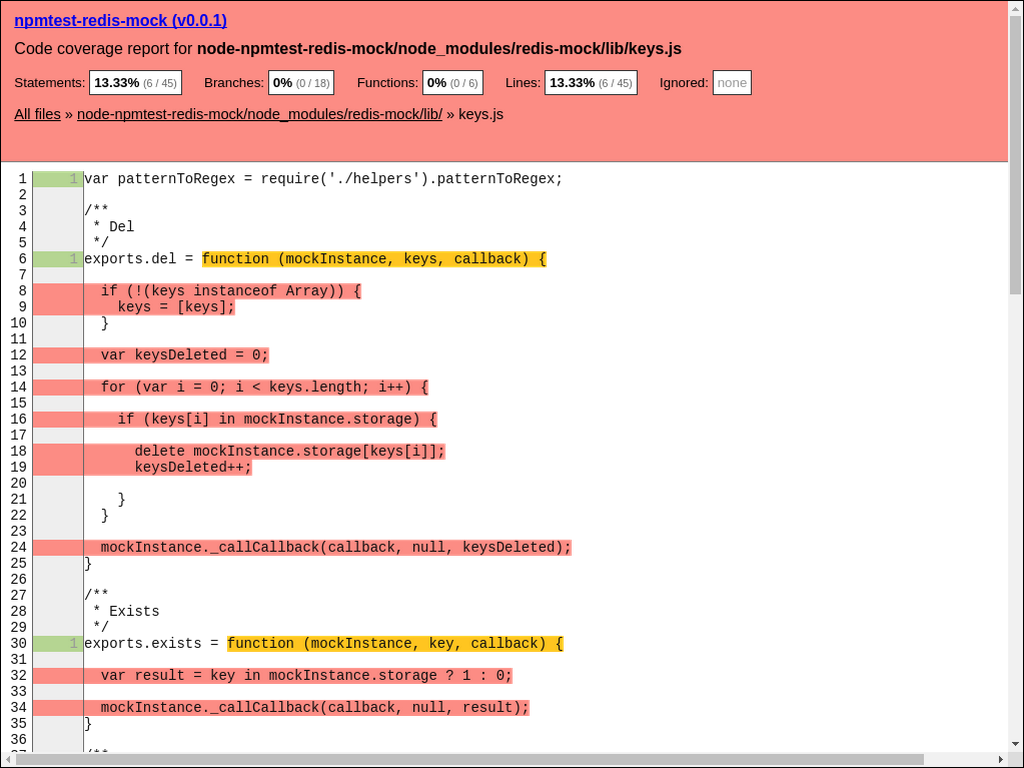 npmtest-redis-mock (v0.0.1)
Code coverage report for node-npmtest-redis-mock/node_modules/redis-mock/lib/keys.js
Statements: 13.33% (6 / 45) Branches: 0% (0 / 18) Functions: 0% (0 / 6) Lines: 13.33% (6 / 45) Ignored: none
All files » node-npmtest-redis-mock/node_modules/redis-mock/lib/ » keys.js
1 1 var patternToRegex = require('./helpers').patternToRegex;
2
3 /**
4 * Del
5 */
6 1 exports.del = function (mockInstance, keys, callback) {
7
8 if (!(keys instanceof Array)) {
9 keys = [keys];
10 }
11
12 var keysDeleted = 0;
13
14 for (var i = 0; i < keys.length; i++) {
15
16 if (keys[i] in mockInstance.storage) {
17
18 delete mockInstance.storage[keys[i]];
19 keysDeleted++;
20
21 }
22 }
23
24 mockInstance._callCallback(callback, null, keysDeleted);
25 }
26
27 /**
28 * Exists
29 */
30 1 exports.exists = function (mockInstance, key, callback) {
31
32 var result = key in mockInstance.storage ? 1 : 0;
33
34 mockInstance._callCallback(callback, null, result);
35 }
36